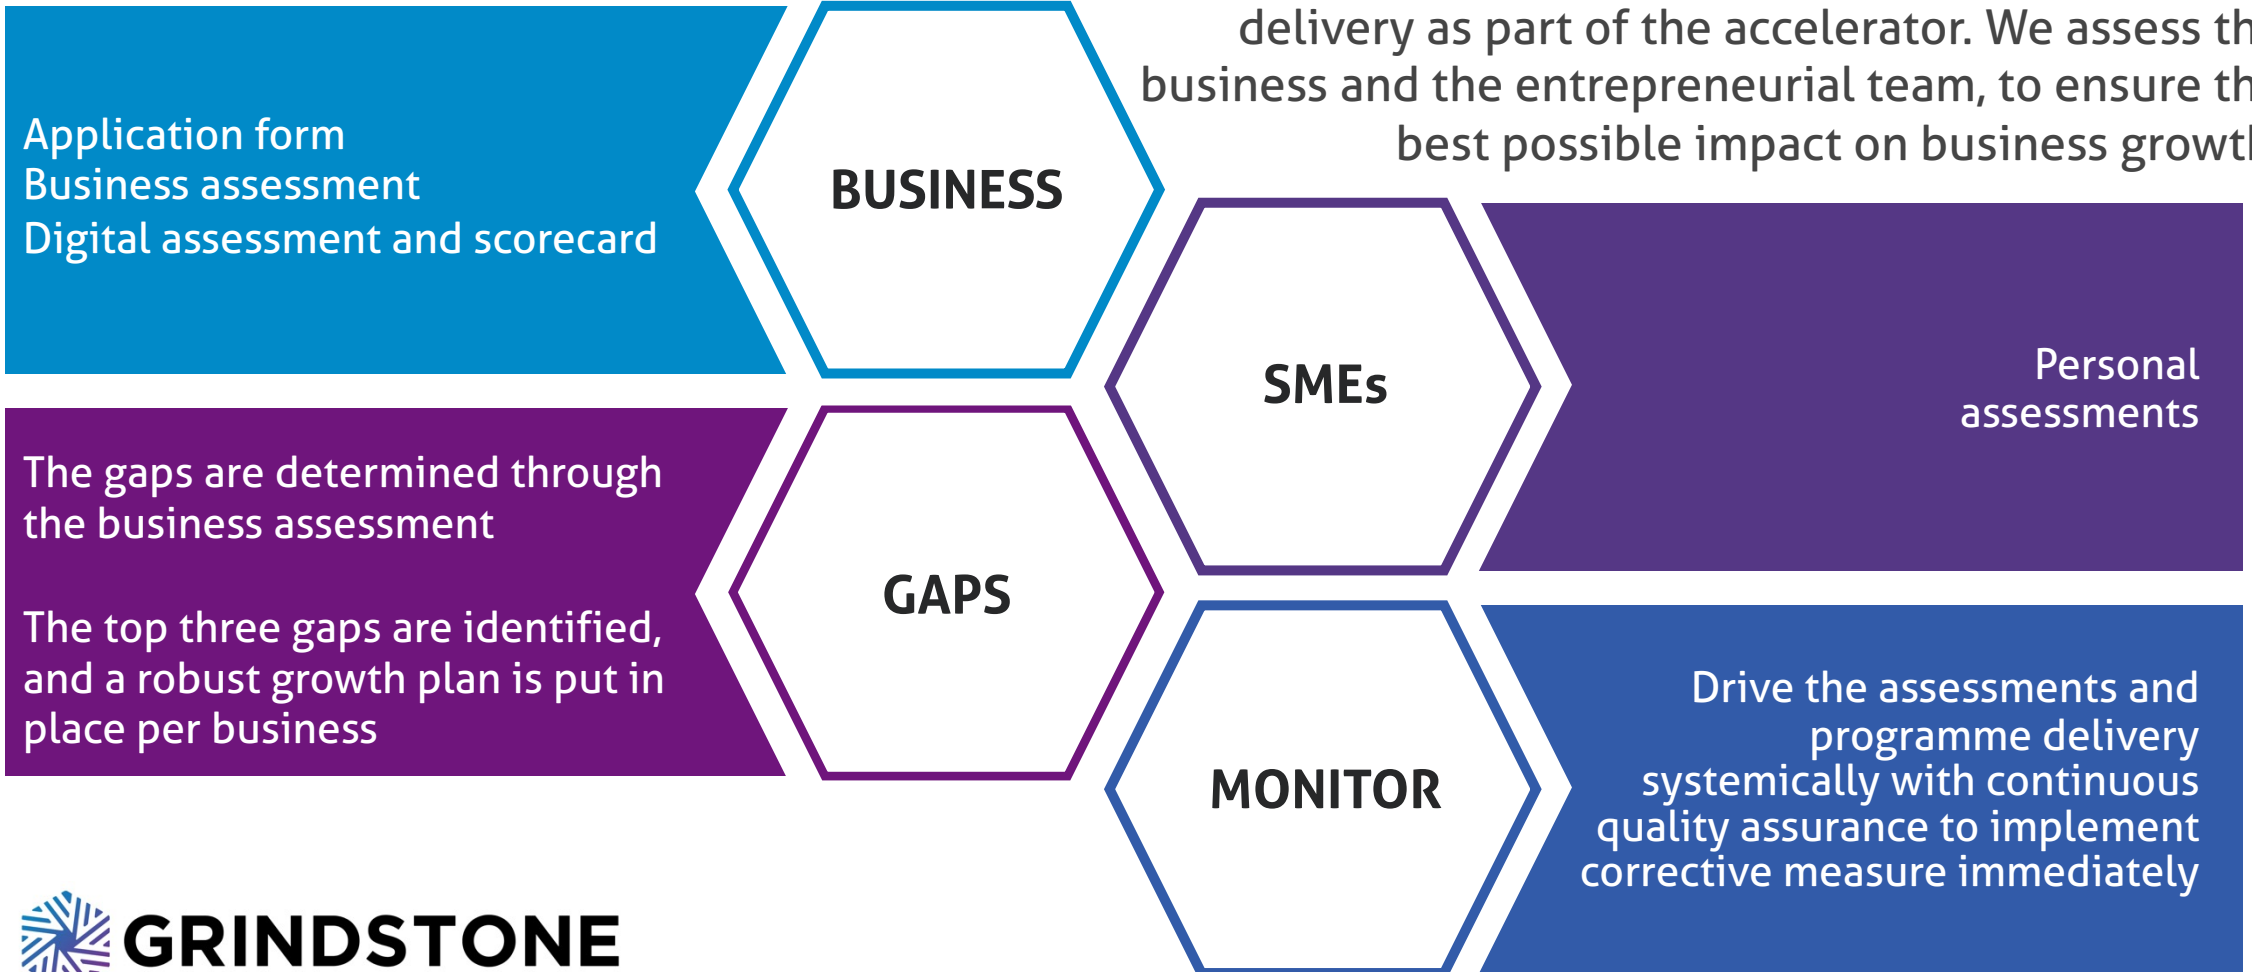 delivery as part of the accelerator. We assess th
business and the entrepreneurial team, to ensure th
best possible impact on business growth
Application form
Business assessment
Digital assessment and scorecard
BUSINESS
SMEs
Personal
assessments
The gaps are determined through
the business assessment
The top three gaps are identified,
and a robust growth plan is put in
place per business
GAPS
MONITOR
Drive the assessments and
programme delivery
systemically with continuous
quality assurance to implement
corrective measure immediately
GRINDSTONE